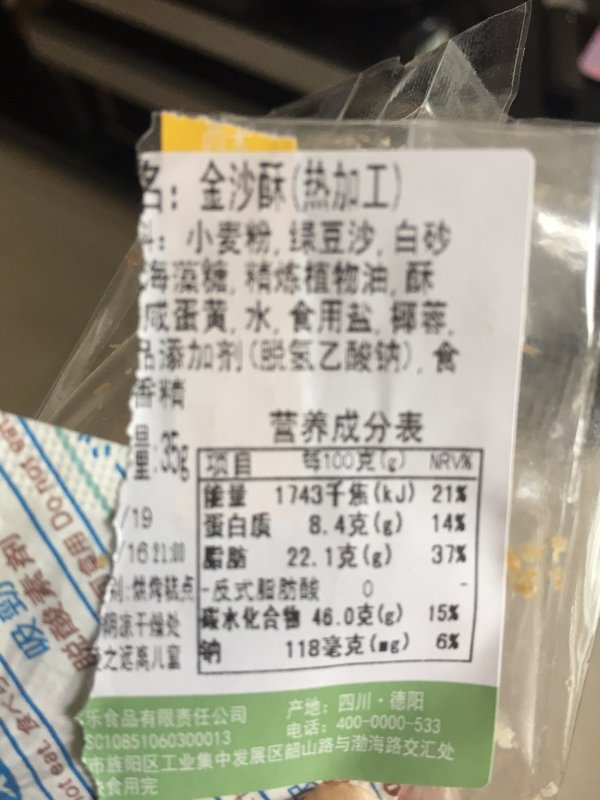 名：金沙酥(热加工)
料：小麦粉,绿豆沙,白砂
海藻糖,精炼植物油,酥
咸蛋黄,水,食用盐,椰蓉,
品添加剂(脱氢乙酸钠),食
香精
量:35g
营养成分表
项目 每100克(g) NRV%
能量 1743千焦(kJ) 21%
蛋白质 8.4克(g) 14%
脂肪 22.1克(g) 37%
-反式脂肪酸 0 -
碳水化合物 46.0克(g) 15%
钠 118毫克(mg) 6%
/19
/16 21:00
别:烘烤糕点
阴凉干燥处
之远离儿童
乐食品有限责任公司
产地：四川·德阳
SC10851060300013
电话：400-0000-533
市旌阳区工业集中发展区韶山路与渤海路交汇处
食用完
吸剂
脱酸素剂
食用 Do not eat
not eat.